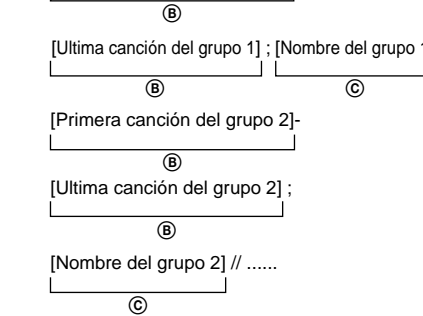 Ⓑ
[Ultima canción del grupo 1] ; [Nombre del grupo 1
Ⓑ Ⓒ
[Primera canción del grupo 2]-
Ⓑ
[Ultima canción del grupo 2] ;
Ⓑ
[Nombre del grupo 2] // ......
Ⓒ